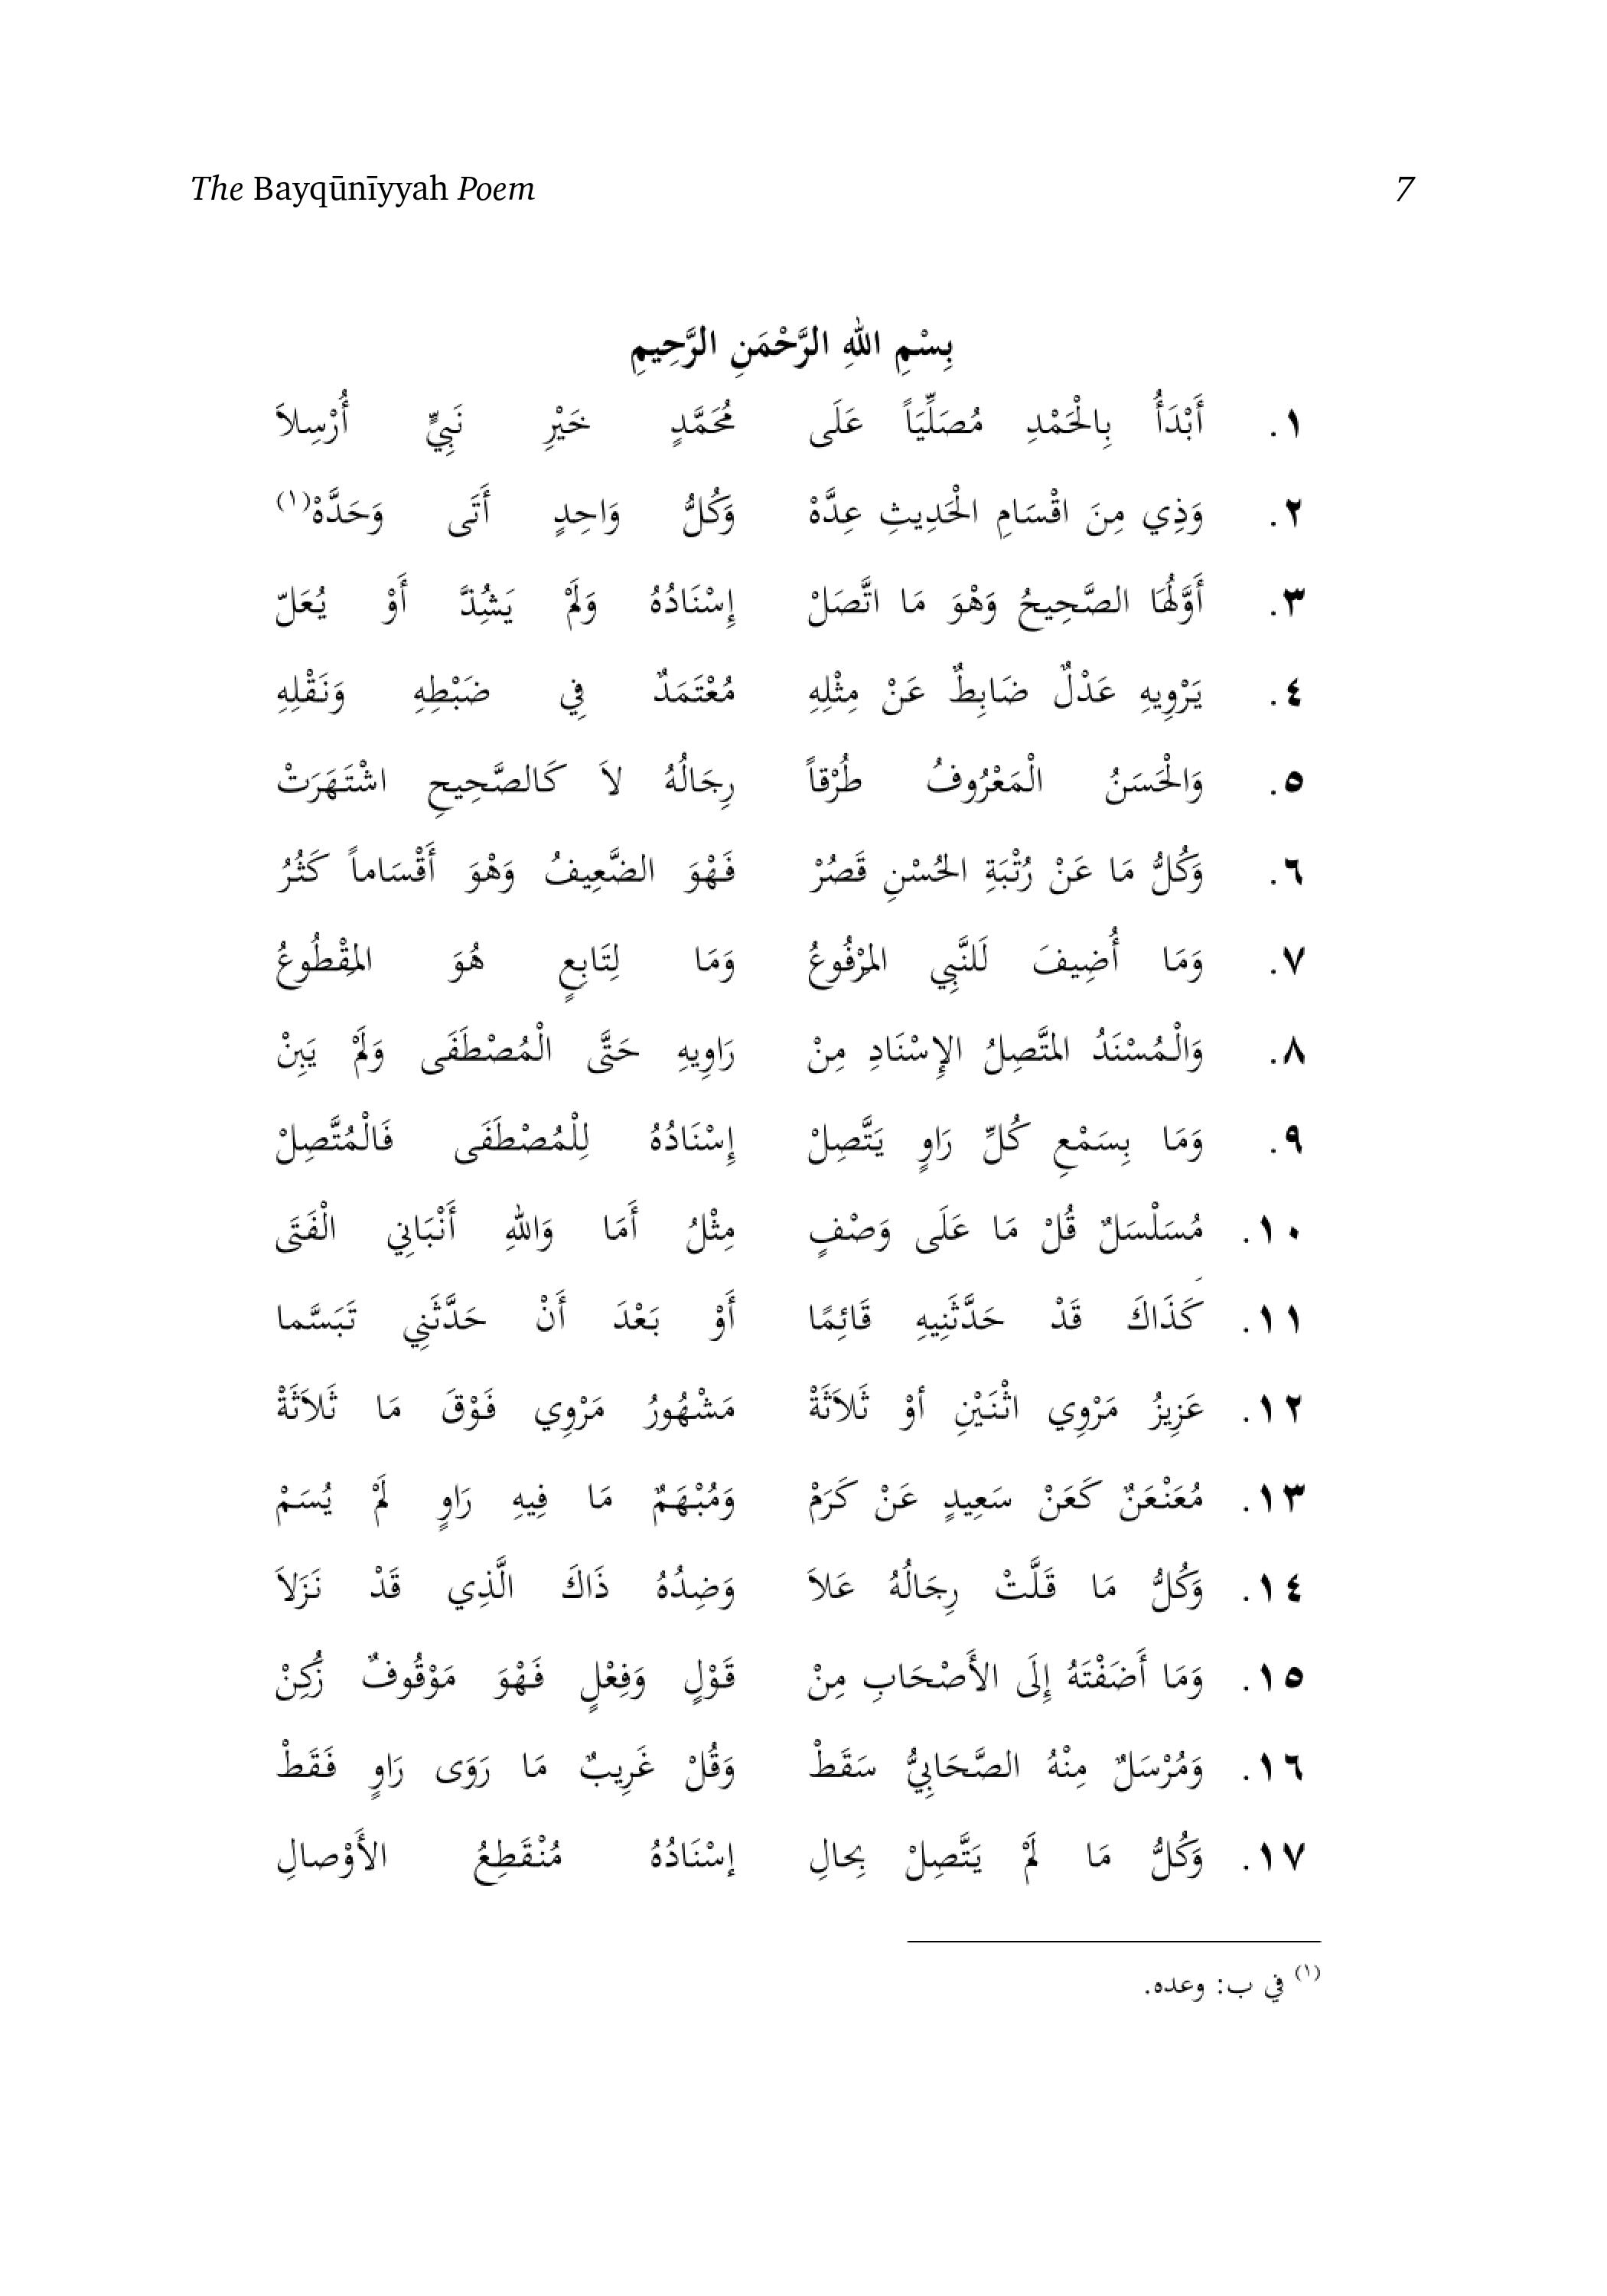 The Bayqūnīyyah Poem 7
بِسْمِ اللهِ الرَّحْمَنِ الرَّحِيمِ
١. أَبْدَأُ بِالْحَمْدِ مُصَلِّيَاً عَلَى مُحَمَّدٍ خَيْرِ نَبِيٍّ أُرْسِلاَ
٢. وَذِي مِنَ اقْسَامِ الْحَدِيثِ عِدَّهْ وَكُلُّ وَاحِدٍ أَتَى وَحَدَّهْ(١)
٣. أَوَّلُهَا الصَّحِيحُ وَهْوَ مَا اتَّصَلْ إِسْنَادُهُ وَلَمْ يَشُِذَّ أَوْ يُعَلّ
٤. يَرْوِيهِ عَدْلٌ ضَابِطٌ عَنْ مِثْلِهِ مُعْتَمَدٌ فِي ضَبْطِهِ وَنَقْلِهِ
٥. وَالْحَسَنُ الْمَعْرُوفُ طُرْقاً رِجَالُهُ لاَ كَالصَّحِيحِ اشْتَهَرَتْ
٦. وَكُلُّ مَا عَنْ رُتْبَةِ الحُسْنِ قَصُرْ فَهْوَ الضَّعِيفُ وَهْوَ أَقْسَاماً كَثُرُ
٧. وَمَا أُضِيفَ لَلنَّبِي المَرْفُوعُ وَمَا لِتَابِعٍ هُوَ المَقْطُوعُ
٨. وَالْمُسْنَدُ المتَّصِلُ الإِسْنَادِ مِنْ رَاوِيهِ حَتَّى الْمُصْطَفَى وَلَمْ يَبِنْ
٩. وَمَا بِسَمْعِ كُلِّ رَاوٍ يَتَّصِلْ إِسْنَادُهُ لِلْمُصْطَفَى فَالْمُتَّصِلْ
١٠. مُسَلْسَلٌ قُلْ مَا عَلَى وَصْفٍ مِثْلُ أَمَا وَاللهِ أَنْبَانِي الْفَتَى
١١. كَذَاكَ قَدْ حَدَّثَنِيهِ قَائِمًا أَوْ بَعْدَ أَنْ حَدَّثَنِي تَبَسَّما
١٢. عَزِيزُ مَرْوِي اثْنَيْنِ أوْ ثَلاَثَةْ مَشْهُورُ مَرْوِي فَوْقَ مَا ثَلاَثَةْ
١٣. مُعَنْعَنٌ كَعَنْ سَعِيدٍ عَنْ كَرَمْ وَمُبْهَمٌ مَا فِيهِ رَاوٍ لَمْ يُسَمْ
١٤. وَكُلُّ مَا قَلَّتْ رِجَالُهُ عَلاَ وَضِدُهُ ذَاكَ الَّذِي قَدْ نَزَلاَ
١٥. وَمَا أَضَفْتَهُ إِلَى الأَصْحَابِ مِنْ قَوْلٍ وَفِعْلٍ فَهْوَ مَوْقُوفٌ زُكِنْ
١٦. وَمُرْسَلٌ مِنْهُ الصَّحَابِيُّ سَقَطْ وَقُلْ غَرِيبٌ مَا رَوَى رَاوٍ فَقَطْ
١٧. وَكُلُّ مَا لَمْ يَتَّصِلْ بِحالِ إسْنَادُهُ مُنْقَطِعُ الأَوْصالِ
(١) في ب: وعده.